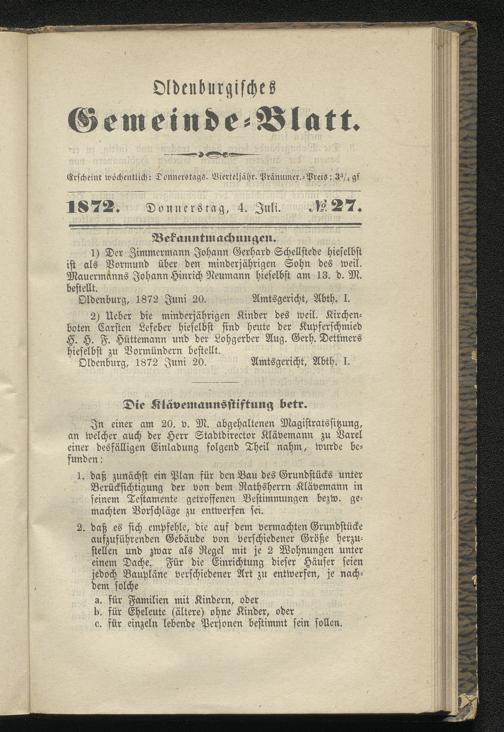 Oldenburgisches
Gemeinde-Blatt.
Erscheint wöchentlich: Donnerstags. Vierteljähr. Pränumer.-Preis: 3¾ gf
1872. Donnerstag, 4. Juli. № 27.
Bekanntmachungen.
1) Der Zimmermann Johann Gerhard Schellstede hieselbst
ist als Vormund über den minderjährigen Sohn des weil.
Mauermanns Johann Hinrich Neumann hieselbst am 13. d. M.
bestellt.
Oldenburg, 1872 Juni 20. Amtsgericht, Abth. I.
2) Ueber die minderjährigen Kinder des weil. Kirchen-
boten Carsten Lefeber hieselbst sind heute der Kupferschmied
H. H. F. Hüttemann und der Lohgerber Aug. Gerh. Dettmers
hieselbst zu Vormündern bestellt.
Oldenburg, 1872 Juni 20. Amtsgericht, Abth. I.
Die Klävemannsstiftung betr.
In einer am 20. v. M. abgehaltenen Magistratssitzung,
an welcher auch der Herr Stadtdirector Klävemann zu Varel
einer desfälligen Einladung folgend Theil nahm, wurde be-
funden:
1. daß zunächst ein Plan für den Bau des Grundstücks unter
Berücksichtigung der von dem Rathsherrn Klävemann in
seinem Testamente getroffenen Bestimmungen bezw. ge-
machten Vorschläge zu entwerfen sei.
2. daß es sich empfehle, die auf dem vermachten Grundstücke
aufzuführenden Gebäude von verschiedener Größe herzu-
stellen und zwar als Regel mit je 2 Wohnungen unter
einem Dache. Für die Einrichtung dieser Häuser seien
jedoch Baupläne verschiedener Art zu entwerfen, je nach-
dem solche
a. für Familien mit Kindern, oder
b. für Eheleute (ältere) ohne Kinder, oder
c. für einzeln lebende Personen bestimmt sein sollen.